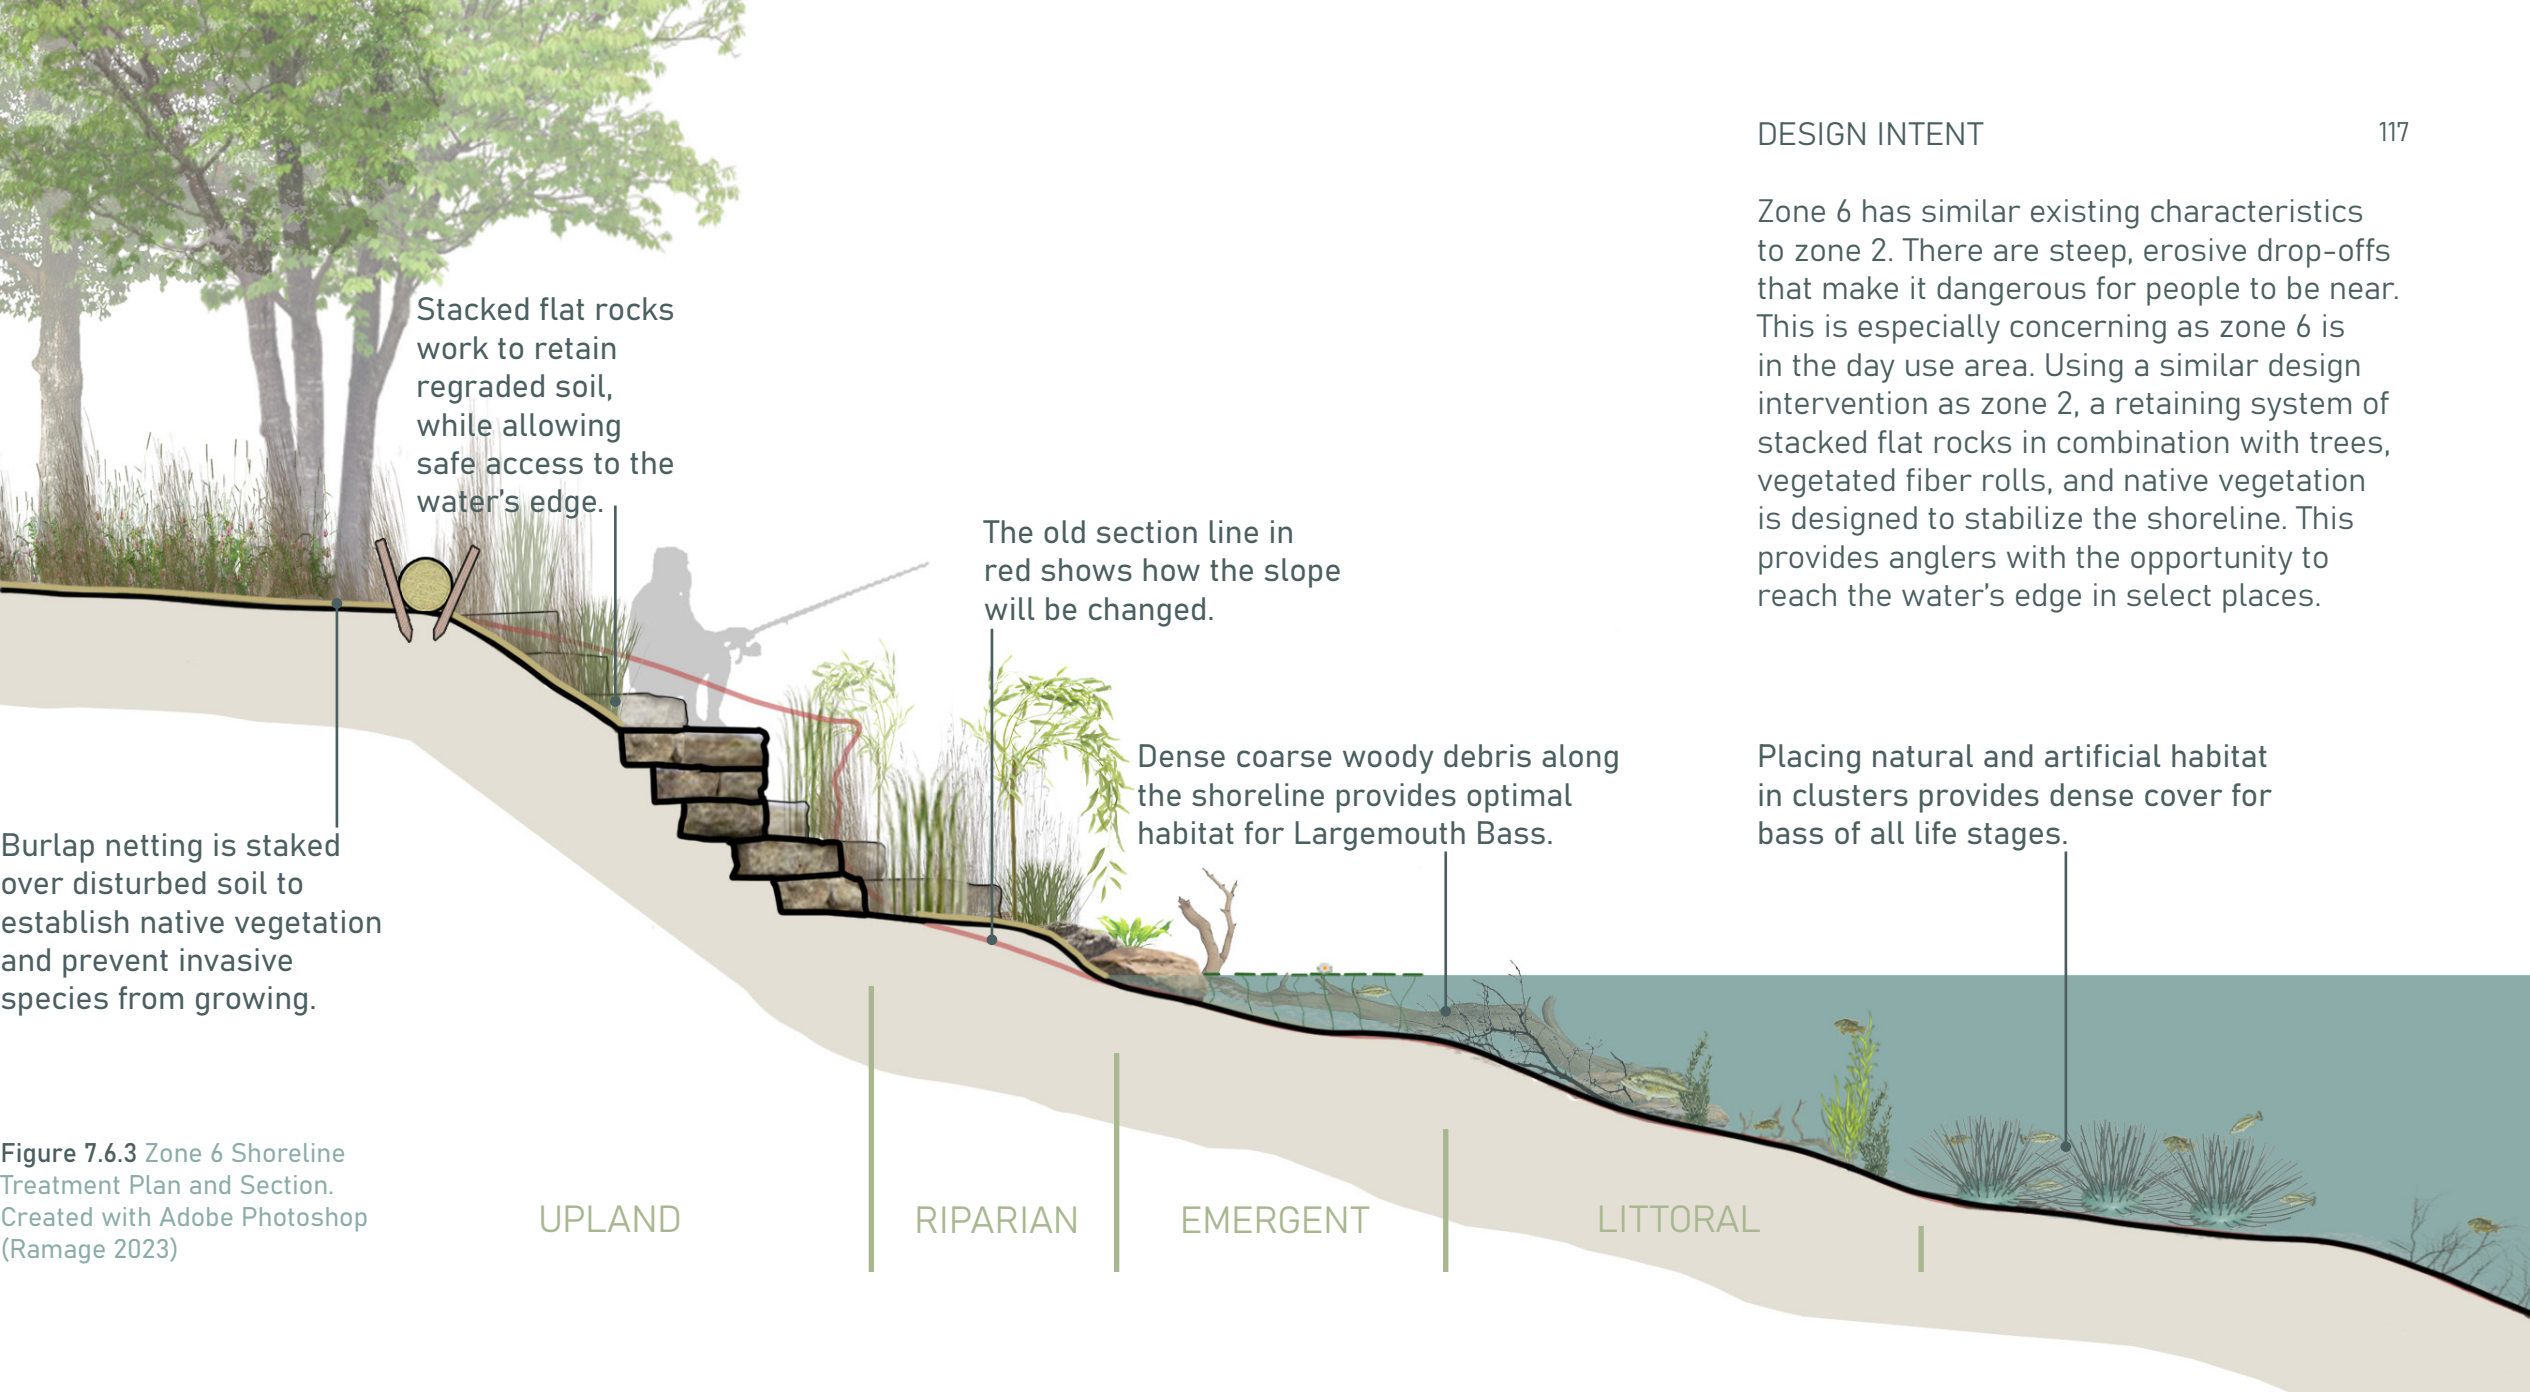 DESIGN INTENT
117
Zone 6 has similar existing characteristics
to zone 2. There are steep, erosive drop-offs
that make it dangerous for people to be near.
This is especially concerning as zone 6 is
in the day use area. Using a similar design
intervention as zone 2, a retaining system of
stacked flat rocks in combination with trees,
vegetated fiber rolls, and native vegetation
is designed to stabilize the shoreline. This
provides anglers with the opportunity to
reach the water's edge in select places.
Stacked flat rocks
work to retain
regraded soil,
while allowing
safe access to the
water's edge.
The old section line in
red shows how the slope
will be changed.
Dense coarse woody debris along
the shoreline provides optimal
habitat for Largemouth Bass.
Placing natural and artificial habitat
in clusters provides dense cover for
bass of all life stages.
Burlap netting is staked
over disturbed soil to
establish native vegetation
and prevent invasive
species from growing.
Figure 7.6.3 Zone 6 Shoreline
Treatment Plan and Section.
Created with Adobe Photoshop
(Ramage 2023)
UPLAND
RIPARIAN
EMERGENT
LITTORAL